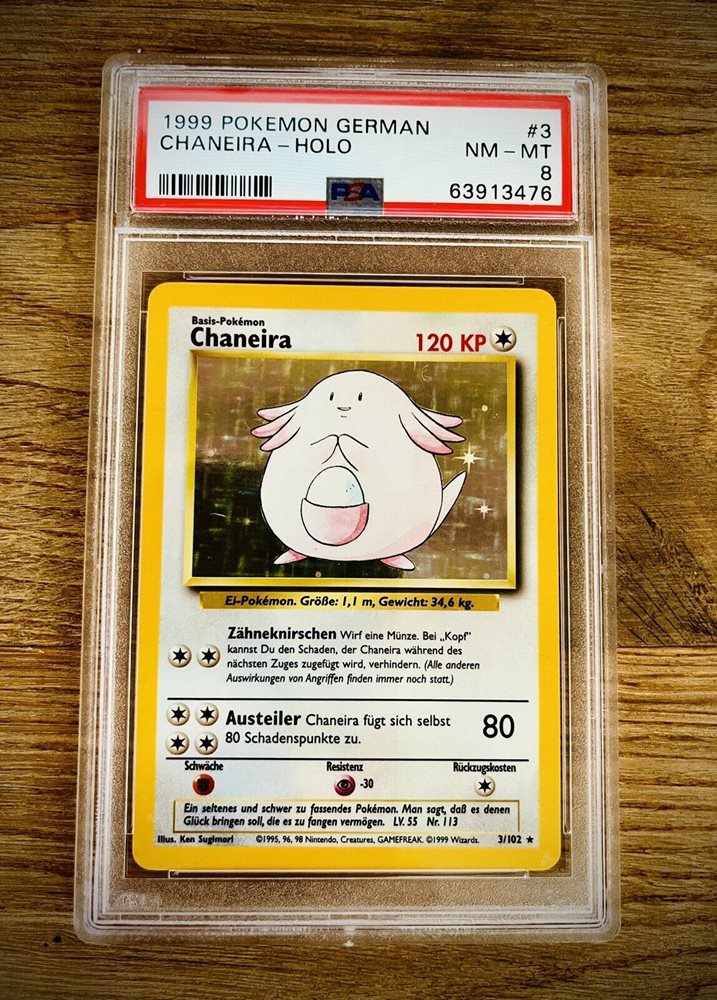 1999 POKEMON GERMAN #3
CHANEIRA – HOLO NM – MT
8
PSA 63913476
Basis-Pokémon
Chaneira 120 KP
Ei-Pokémon. Größe: 1,1 m, Gewicht: 34,6 kg.
Zähneknirschen Wirf eine Münze. Bei „Kopf"
kannst Du den Schaden, der Chaneira während des
nächsten Zuges zugefügt wird, verhindern. (Alle anderen
Auswirkungen von Angriffen finden immer noch statt.)
Austeiler Chaneira fügt sich selbst 80
80 Schadenspunkte zu.
Schwäche Resistenz Rückzugskosten
-30
Ein seltenes und schwer zu fassendes Pokémon. Man sagt, daß es denen
Glück bringen soll, die es zu fangen vermögen. LV. 55 Nr. 113
Illus. Ken Sugimori ©1995, 96, 98 Nintendo, Creatures, GAMEFREAK. ©1999 Wizards. 3/102 ★